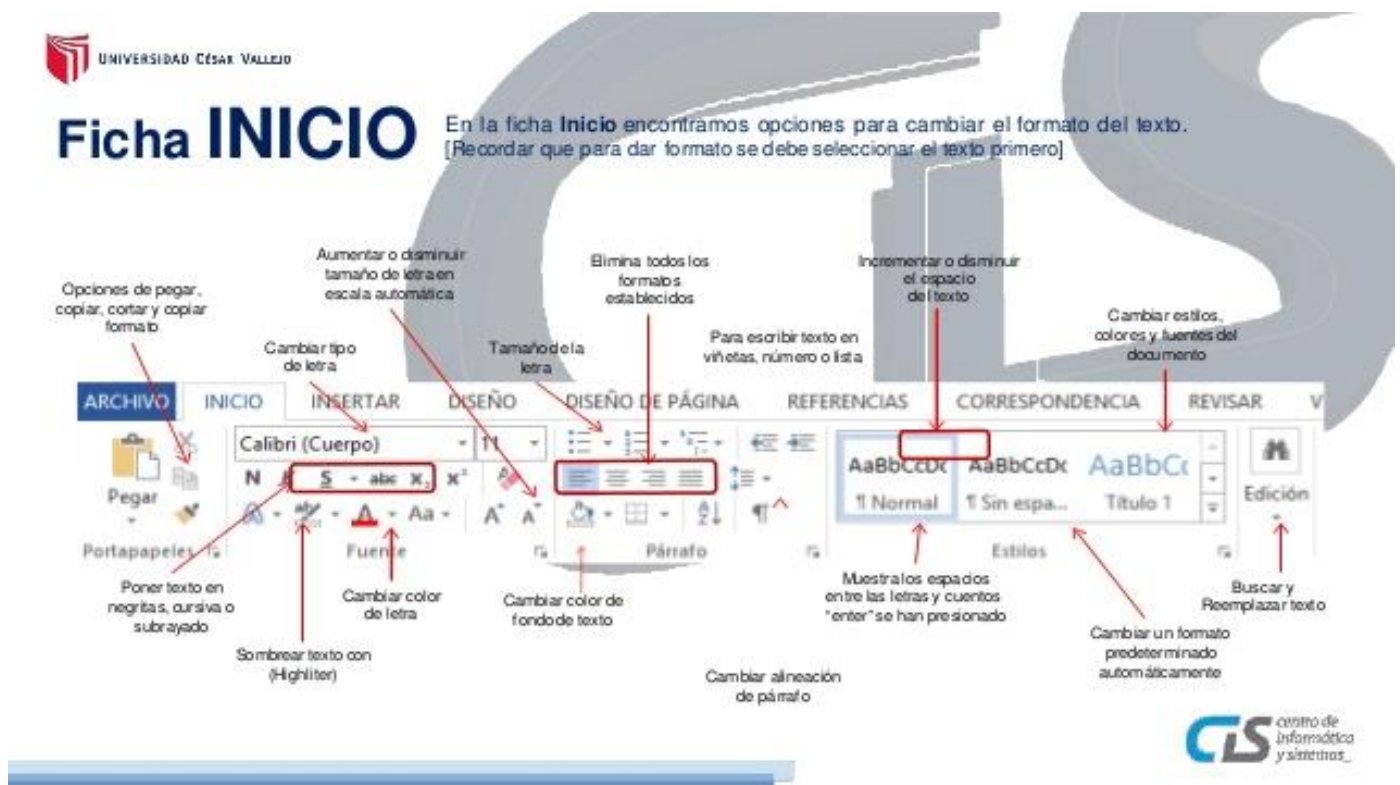 UNIVERSIDAD CÉSAR VALLEJO
Ficha INICIO
En la ficha Inicio encontramos opciones para cambiar el formato del texto.
[Recordar que para dar formato se debe seleccionar el texto primero]
Opciones de pegar,
copiar, cortar y copiar
formato
Aumentar o disminuir
tamaño de letra en
escala automática
Cambiar tipo
de letra
Tamaño de la
letra
Elimina todos los
formatos
establecidos
Para escribir texto en
viñetas, número o lista
Incrementar o disminuir
el espacio
del texto
Cambiar estilos,
colores y fuentes del
documento
ARCHIVO INICIO INSERTAR DISEÑO DISEÑO DE PÁGINA REFERENCIAS CORRESPONDENCIA REVISAR V
Calibri (Cuerpo) 11
N K S abc X₂ X²
A Aa A A
Pegar
Portapapeles
Fuente
Párrafo
AaBbCcDc AaBbCcDc AaBbCc
¶ Normal ¶ Sin espa... Título 1
Estilos
Edición
Poner texto en
negritas, cursiva o
subrayado
Sombrear texto con
(Highliter)
Cambiar color
de letra
Cambiar color de
fondo de texto
Cambiar alineación
de párrafo
Muestra los espacios
entre las letras y cuentos
"enter" se han presionado
Cambiar un formato
predeterminado
automáticamente
Buscar y
Reemplazar texto
CiS
centro de
informática
y sistemas_